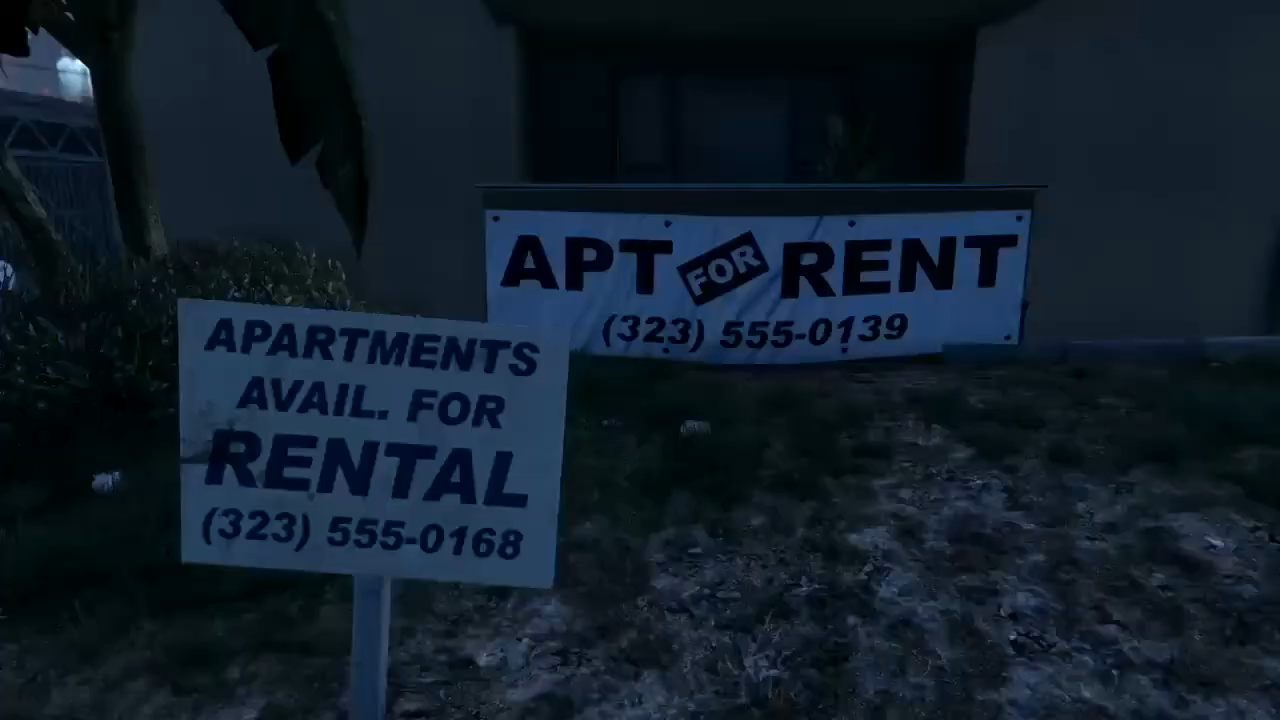 APT FOR RENT
(323) 555-0139
APARTMENTS
AVAIL. FOR
RENTAL
(323) 555-0168